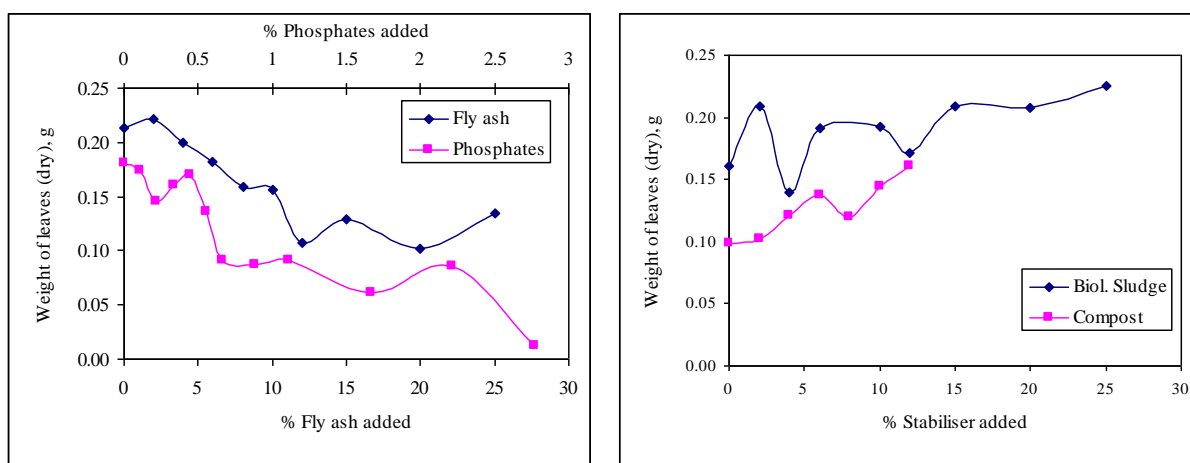 % Phosphates added
0 0.5 1 1.5 2 2.5 3
0.25
0.20
0.15
0.10
0.05
0.00
Weight of leaves (dry), g
Fly ash
Phosphates
0 5 10 15 20 25 30
% Fly ash added
0.25
0.20
0.15
0.10
0.05
0.00
Weight of leaves (dry), g
Biol. Sludge
Compost
0 5 10 15 20 25 30
% Stabiliser added